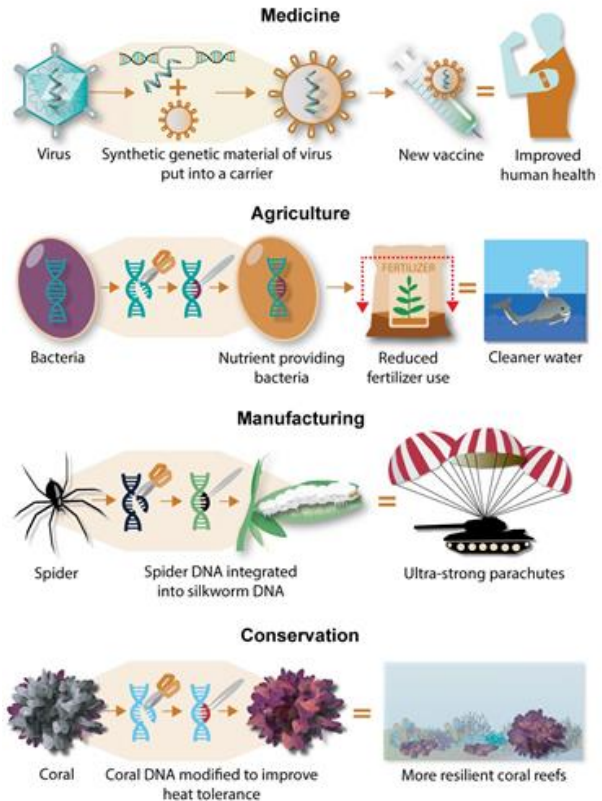 Medicine
Virus
Synthetic genetic material of virus
put into a carrier
New vaccine
Improved
human health
Agriculture
FERTILIZER
Bacteria
Nutrient providing
bacteria
Reduced
fertilizer use
Cleaner water
Manufacturing
Spider
Spider DNA integrated
into silkworm DNA
Ultra-strong parachutes
Conservation
Coral
Coral DNA modified to improve
heat tolerance
More resilient coral reefs